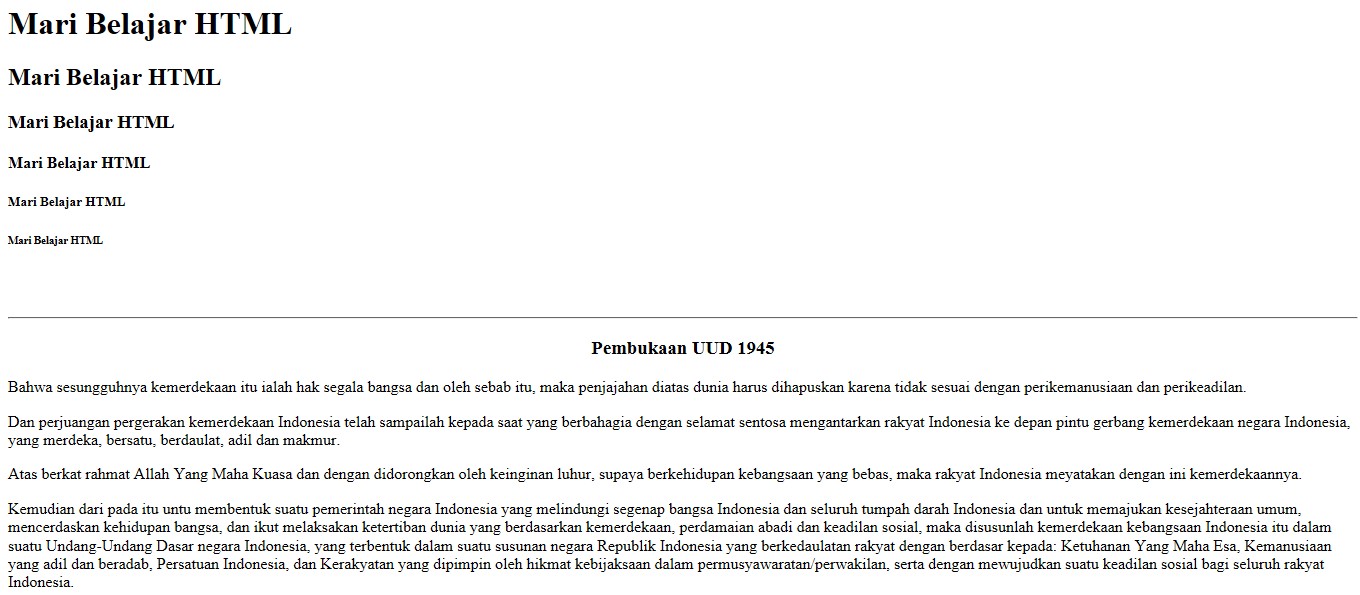 Mari Belajar HTML
Mari Belajar HTML
Mari Belajar HTML
Mari Belajar HTML
Mari Belajar HTML
Mari Belajar HTML
Pembukaan UUD 1945
Bahwa sesungguhnya kemerdekaan itu ialah hak segala bangsa dan oleh sebab itu, maka penjajahan diatas dunia harus dihapuskan karena tidak sesuai dengan perikemanusiaan dan perikeadilan.
Dan perjuangan pergerakan kemerdekaan Indonesia telah sampailah kepada saat yang berbahagia dengan selamat sentosa mengantarkan rakyat Indonesia ke depan pintu gerbang kemerdekaan negara Indonesia,
yang merdeka, bersatu, berdaulat, adil dan makmur.
Atas berkat rahmat Allah Yang Maha Kuasa dan dengan didorongkan oleh keinginan luhur, supaya berkehidupan kebangsaan yang bebas, maka rakyat Indonesia meyatakan dengan ini kemerdekaannya.
Kemudian dari pada itu untu membentuk suatu pemerintah negara Indonesia yang melindungi segenap bangsa Indonesia dan seluruh tumpah darah Indonesia dan untuk memajukan kesejahteraan umum,
mencerdaskan kehidupan bangsa, dan ikut melaksakan ketertiban dunia yang berdasarkan kemerdekaan, perdamaian abadi dan keadilan sosial, maka disusunlah kemerdekaan kebangsaan Indonesia itu dalam
suatu Undang-Undang Dasar negara Indonesia, yang terbentuk dalam suatu susunan negara Republik Indonesia yang berkedaulatan rakyat dengan berdasar kepada: Ketuhanan Yang Maha Esa, Kemanusiaan
yang adil dan beradab, Persatuan Indonesia, dan Kerakyatan yang dipimpin oleh hikmat kebijaksaan dalam permusyawaratan/perwakilan, serta dengan mewujudkan suatu keadilan sosial bagi seluruh rakyat
Indonesia.